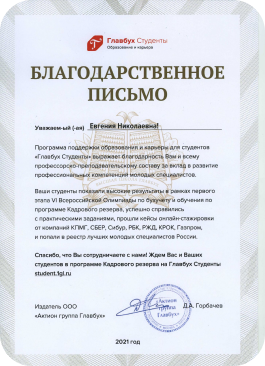 Главбух Студенты
Образование и карьера
БЛАГОДАРСТВЕННОЕ
ПИСЬМО
Уважаем-ый (-ая) Евгения Николаевна!
Программа поддержки образования и карьеры для студентов
«Главбух Студенты» выражает благодарность Вам и всему
профессорско-преподавательскому составу за вклад в развитие
профессиональных компетенций молодых специалистов.
Ваши студенты показали высокие результаты в рамках первого
этапа VI Всероссийской Олимпиады по бухучету и обучения по
программе Кадрового резерва, успешно справились
с практическими заданиями, прошли кейсы онлайн-стажировки
от компаний КПМГ, СБЕР, Сибур, РБК, РЖД, КРОК, Газпром,
и попали в реестр лучших молодых специалистов России.
Спасибо, что Вы сотрудничаете с нами! Ждем Вас и Ваших
студентов в программе Кадрового резерва на Главбух Студенты
student.1gl.ru
Издатель ООО
«Актион группа Главбух»
«Актион
группа
Главбух»
Д.А. Горбачев
2021 год